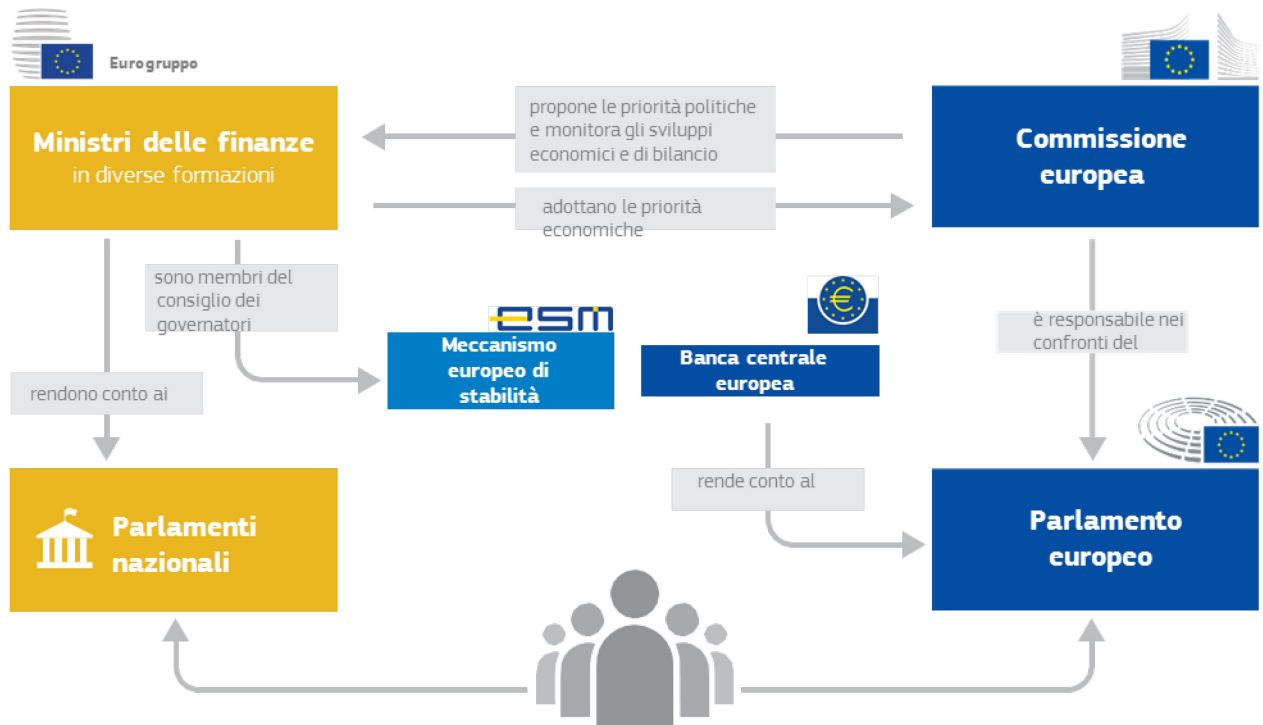 Eurogruppo
Ministri delle finanze
in diverse formazioni
propone le priorità politiche
e monitora gli sviluppi
economici e di bilancio
Commissione
europea
adottano le priorità
economiche
sono membri del
consiglio dei
governatori
esm
Meccanismo
europeo di
stabilità
Banca centrale
europea
è responsabile nei
confronti del
rendono conto ai
rende conto al
Parlamenti
nazionali
Parlamento
europeo